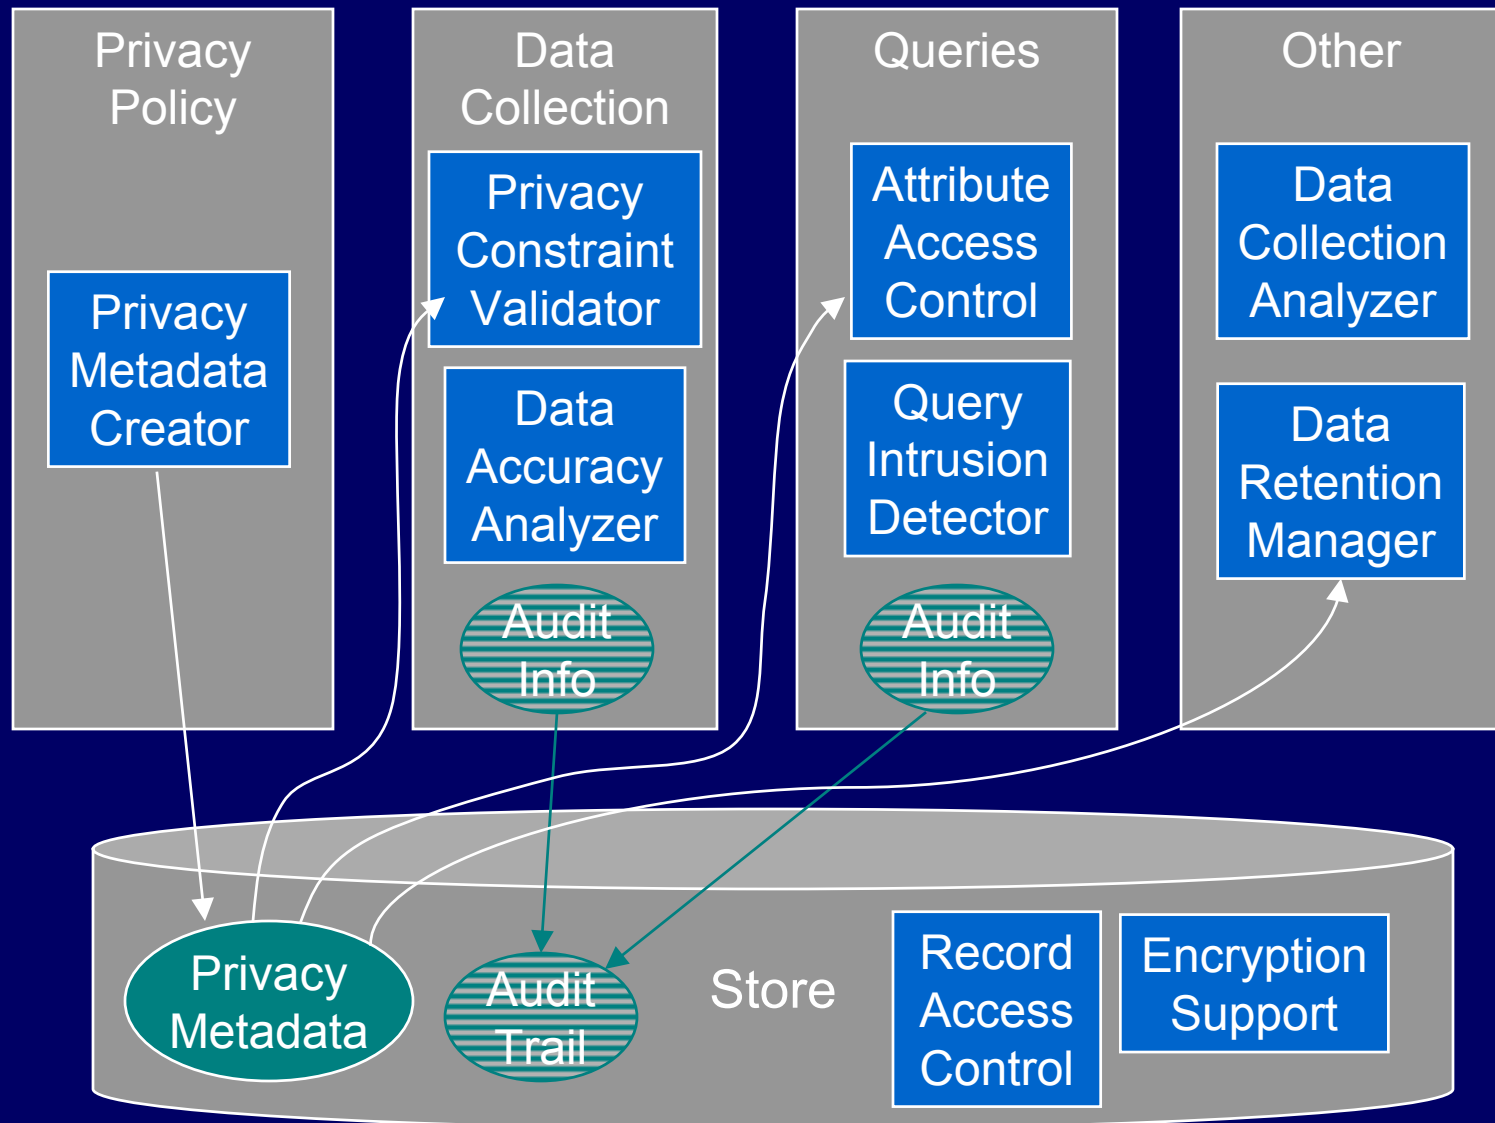 Privacy
Policy
Privacy
Metadata
Creator
Data
Collection
Privacy
Constraint
Validator
Data
Accuracy
Analyzer
Audit
Info
Queries
Attribute
Access
Control
Query
Intrusion
Detector
Audit
Info
Other
Data
Collection
Analyzer
Data
Retention
Manager
Privacy
Metadata
Audit
Trail
Store
Record
Access
Control
Encryption
Support